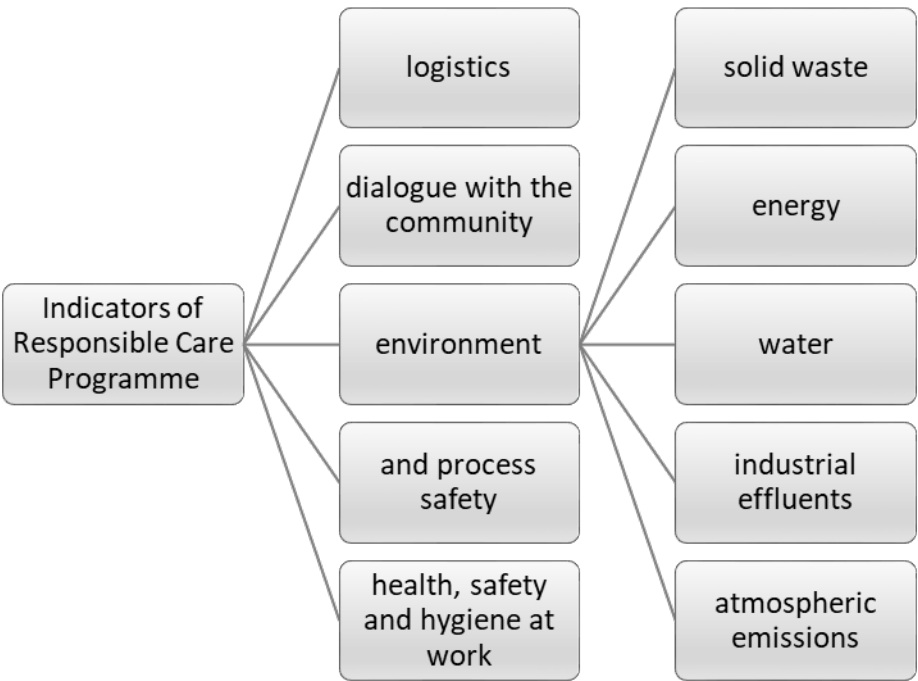 Indicators of
Responsible Care
Programme
logistics
dialogue with the
community
environment
and process
safety
health, safety
and hygiene at
work
solid waste
energy
water
industrial
effluents
atmospheric
emissions